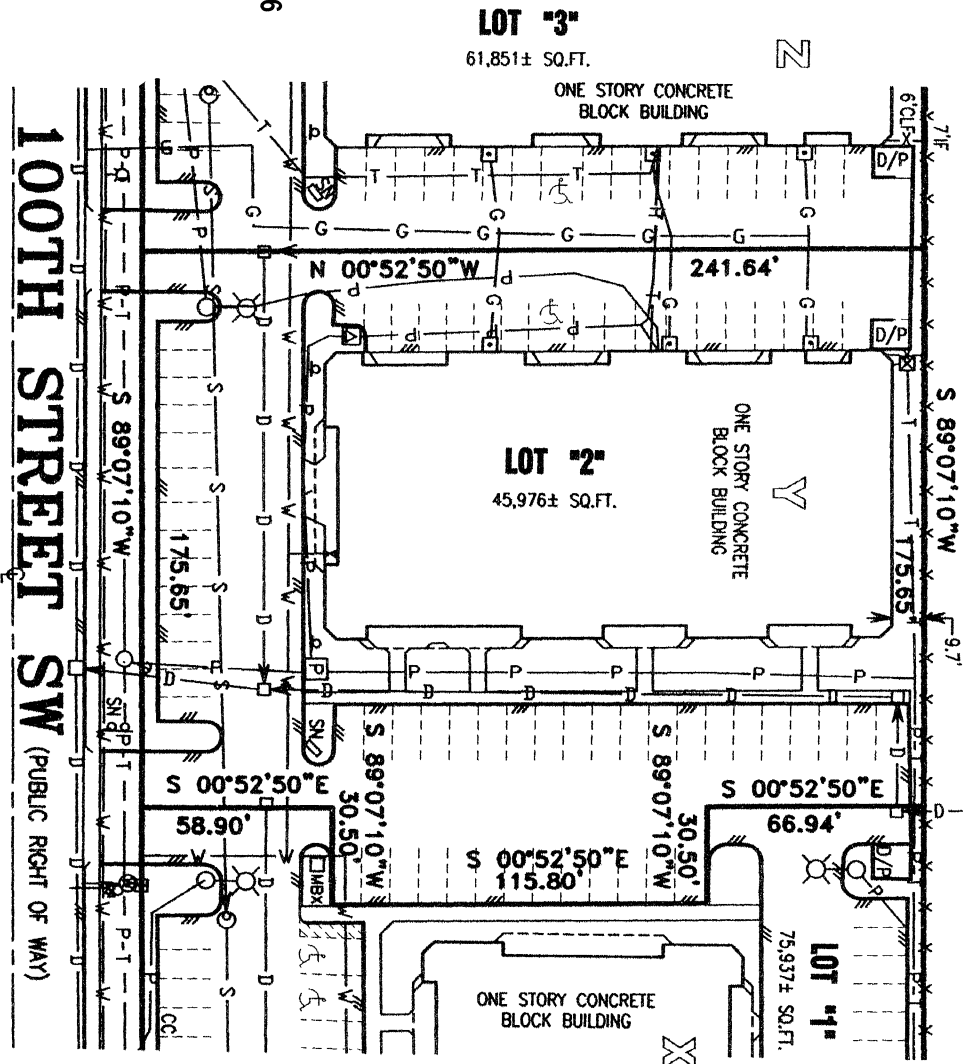 6
LOT "3"
61,851± SQ.FT.
N
ONE STORY CONCRETE
BLOCK BUILDING
6'CLF
7'IF
D/P
N 00°52'50"W
241.64'
D/P
100TH STREET SW (PUBLIC RIGHT OF WAY)
S 89°07'10"W
175.65'
LOT "2"
45,976± SQ.FT.
ONE STORY CONCRETE
BLOCK BUILDING
Y
S 89°07'10"W
175.65'
9.7'
SN
SN
S 00°52'50"E
58.90'
S 89°07'10"W
30.50'
S 00°52'50"E
115.80'
S 89°07'10"W
30.50'
S 00°52'50"E
66.94'
D/P
MBX
CC
LOT "1"
75,937± SQ.FT.
ONE STORY CONCRETE
BLOCK BUILDING
X